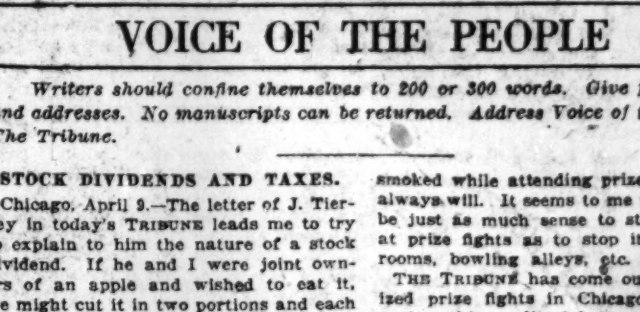 VOICE OF THE PEOPLE
Writers should confine themselves to 200 or 300 words. Give
nd addresses. No manuscripts can be returned. Address Voice of
The Tribune.
STOCK DIVIDENDS AND TAXES.
Chicago, April 9.—The letter of J. Tier-
ey in today's TRIBUNE leads me to try
explain to him the nature of a stock
vidend. If he and I were joint own-
rs of an apple and wished to eat it,
e might cut it in two portions and each
smoked while attending prize
always will. It seems to me
be just as much sense to st
at prize fights as to stop it
rooms, bowling alleys, etc.
THE TRIBUNE has come ou
ized prize fights in Chicag